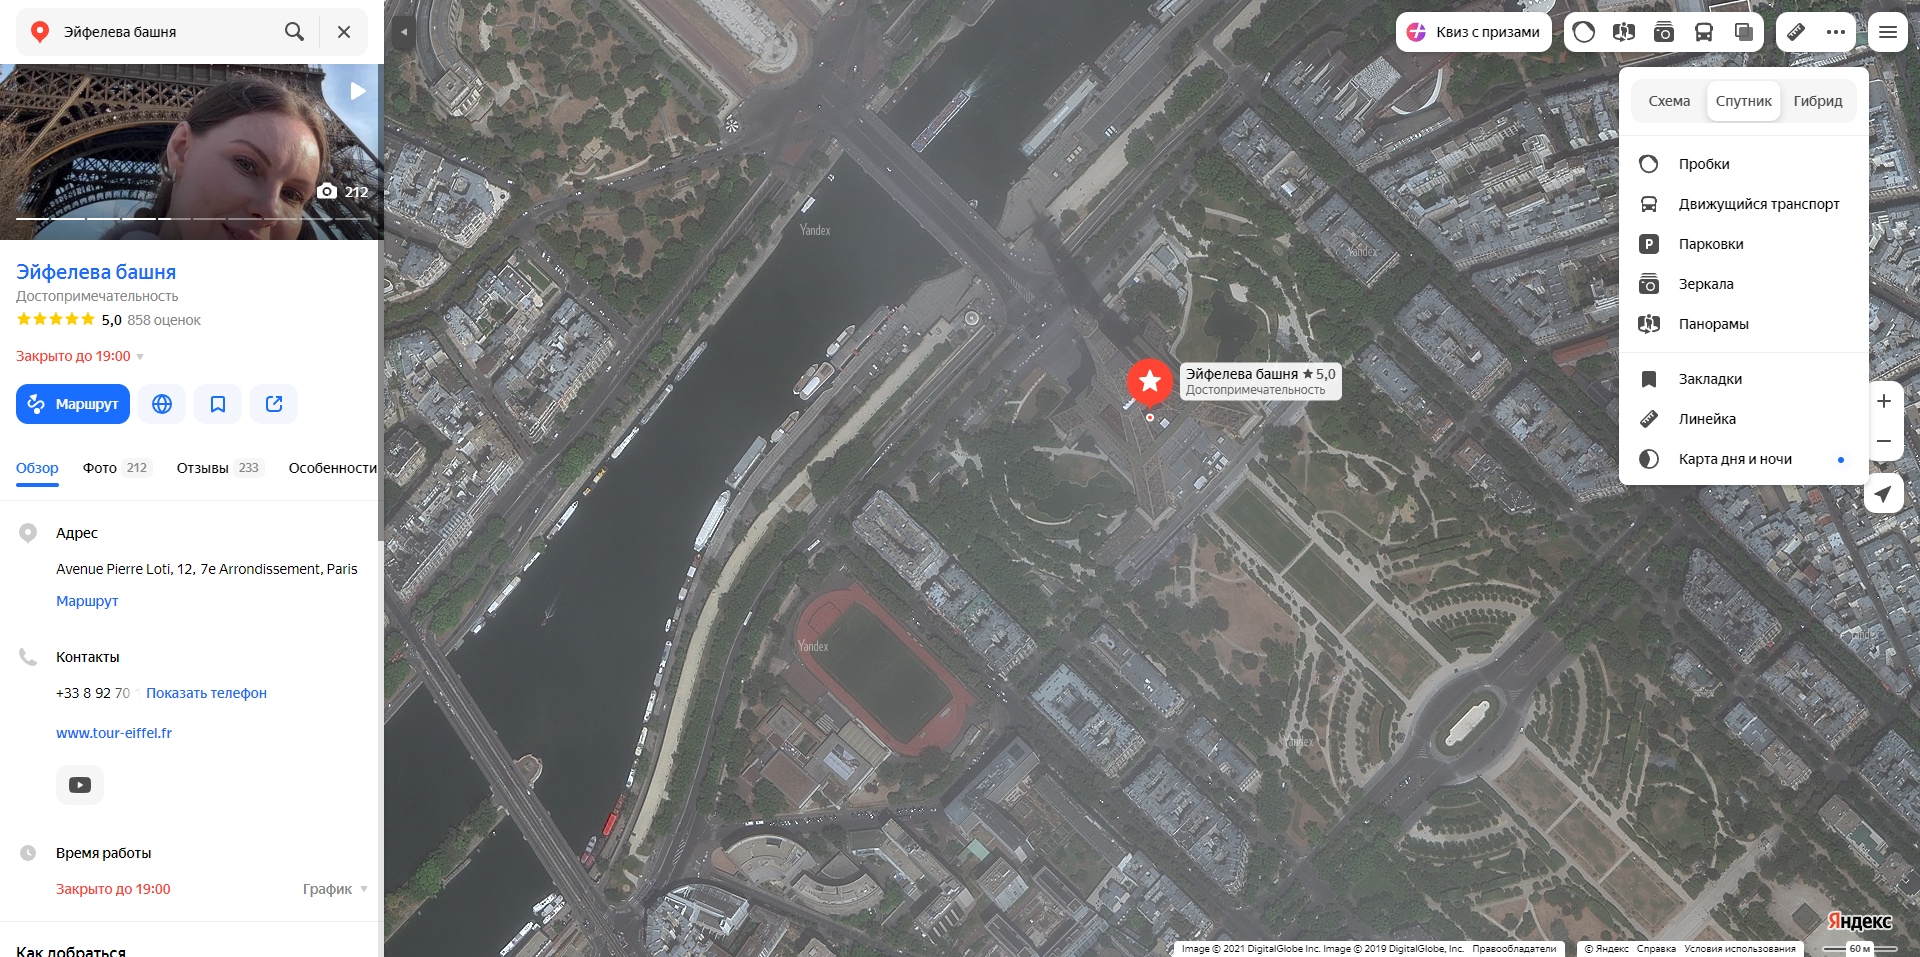 Эйфелева башня
212
Эйфелева башня
Достопримечательность
5,0 858 оценок
Закрыто до 19:00
Маршрут
Обзор Фото 212 Отзывы 233 Особенности
Адрес
Avenue Pierre Loti, 12, 7e Arrondissement, Paris
Маршрут
Контакты
+33 8 92 70 Показать телефон
www.tour-eiffel.fr
Время работы
Закрыто до 19:00 График
Как добраться
Квиз с призами
Схема Спутник Гибрид
Пробки
Движущийся транспорт
P Парковки
Зеркала
Панорамы
Закладки
Линейка
Карта дня и ночи
Yandex
Yandex
Эйфелева башня ★ 5,0
Достопримечательность
Yandex
Yandex
Yandex
Яндекс
Image © 2021 DigitalGlobe Inc. Image © 2019 DigitalGlobe, Inc. Правообладатели
© Яндекс Справка Условия использования
60 м